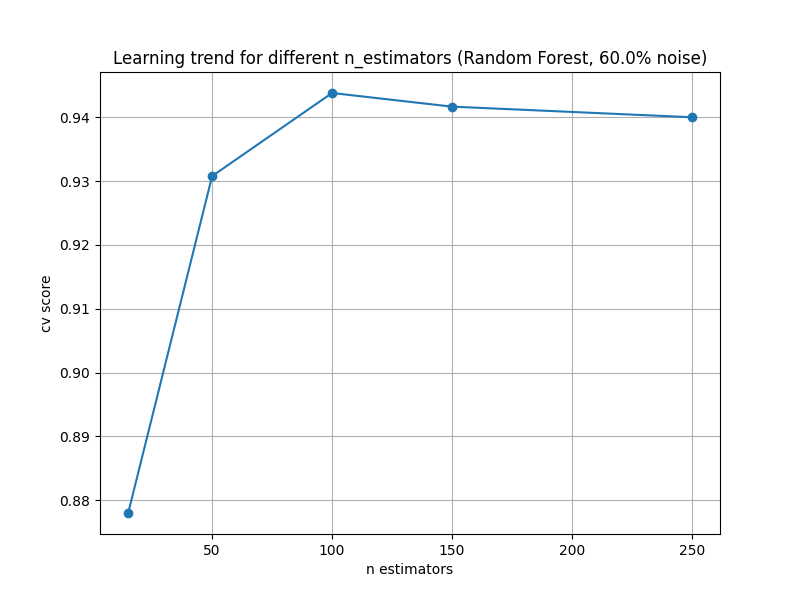 Learning trend for different n_estimators (Random Forest, 60.0% noise)
0.94
0.93
0.92
0.91
0.90
0.89
0.88
cv score
50 100 150 200 250
n estimators